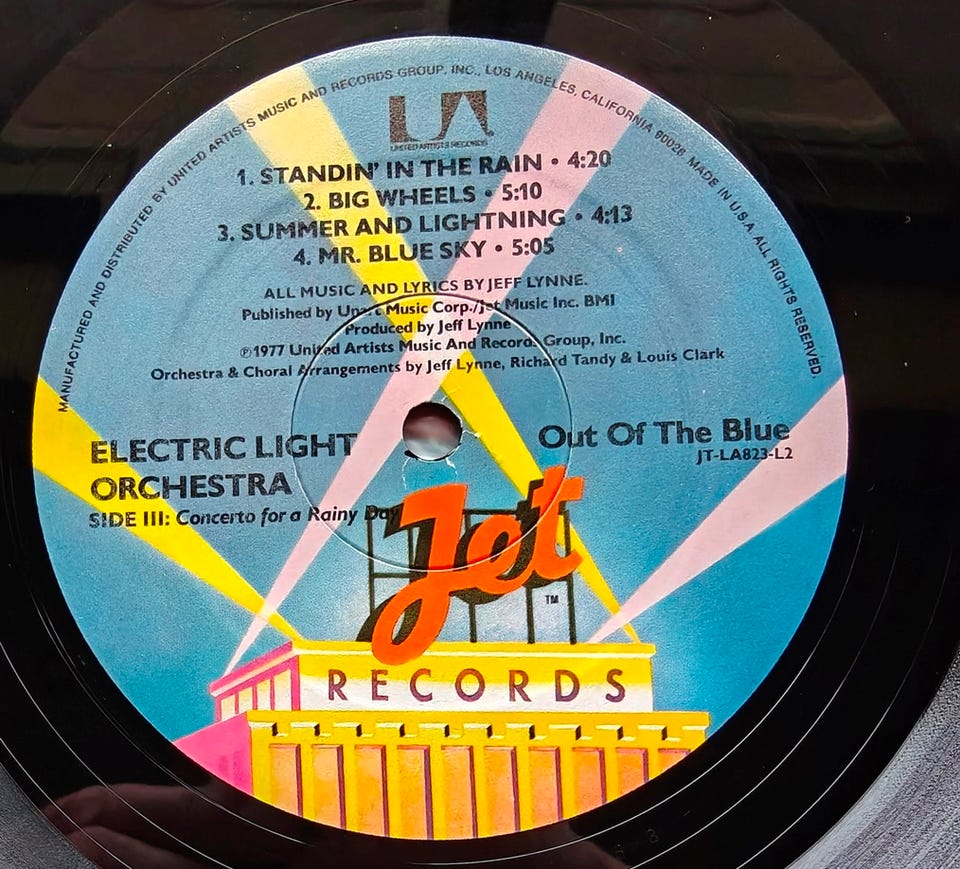 MANUFACTURED AND DISTRIBUTED BY UNITED ARTISTS MUSIC AND RECORDS GROUP, INC., LOS ANGELES, CALIFORNIA 90028 MADE IN U.S.A. ALL RIGHTS RESERVED.
UA
UNITED ARTISTS RECORDS
1. STANDIN' IN THE RAIN • 4:20
2. BIG WHEELS • 5:10
3. SUMMER AND LIGHTNING • 4:13
4. MR. BLUE SKY • 5:05
ALL MUSIC AND LYRICS BY JEFF LYNNE.
Published by Unart Music Corp./Jet Music Inc. BMI
Produced by Jeff Lynne
℗1977 United Artists Music And Records Group, Inc.
Orchestra & Choral Arrangements by Jeff Lynne, Richard Tandy & Louis Clark
ELECTRIC LIGHT
ORCHESTRA
SIDE III: Concerto for a Rainy Day
Out Of The Blue
JT-LA823-L2
Jet
TM
RECORDS